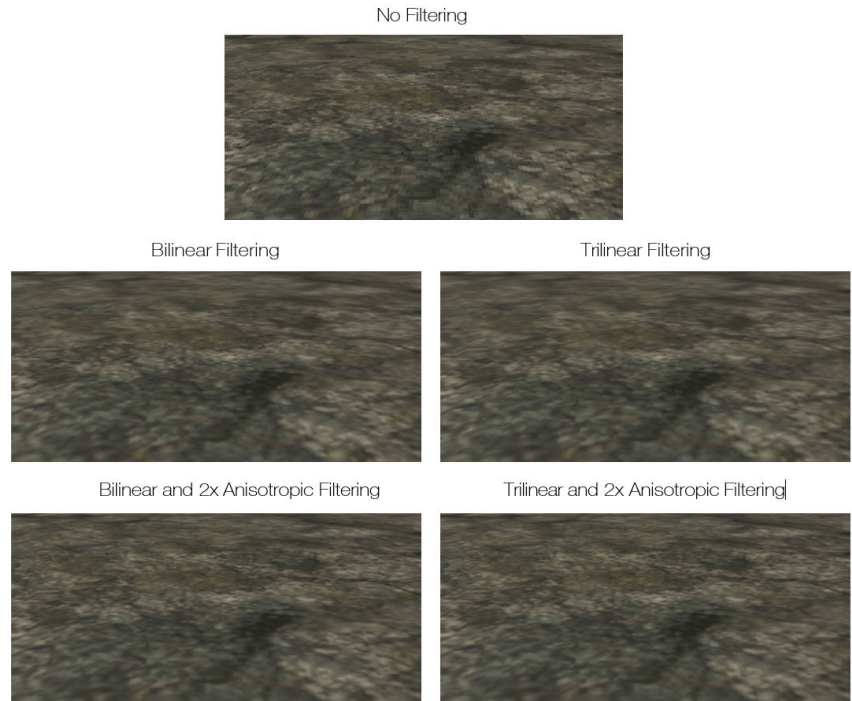 No Filtering
Bilinear Filtering
Trilinear Filtering
Bilinear and 2x Anisotropic Filtering
Trilinear and 2x Anisotropic Filtering